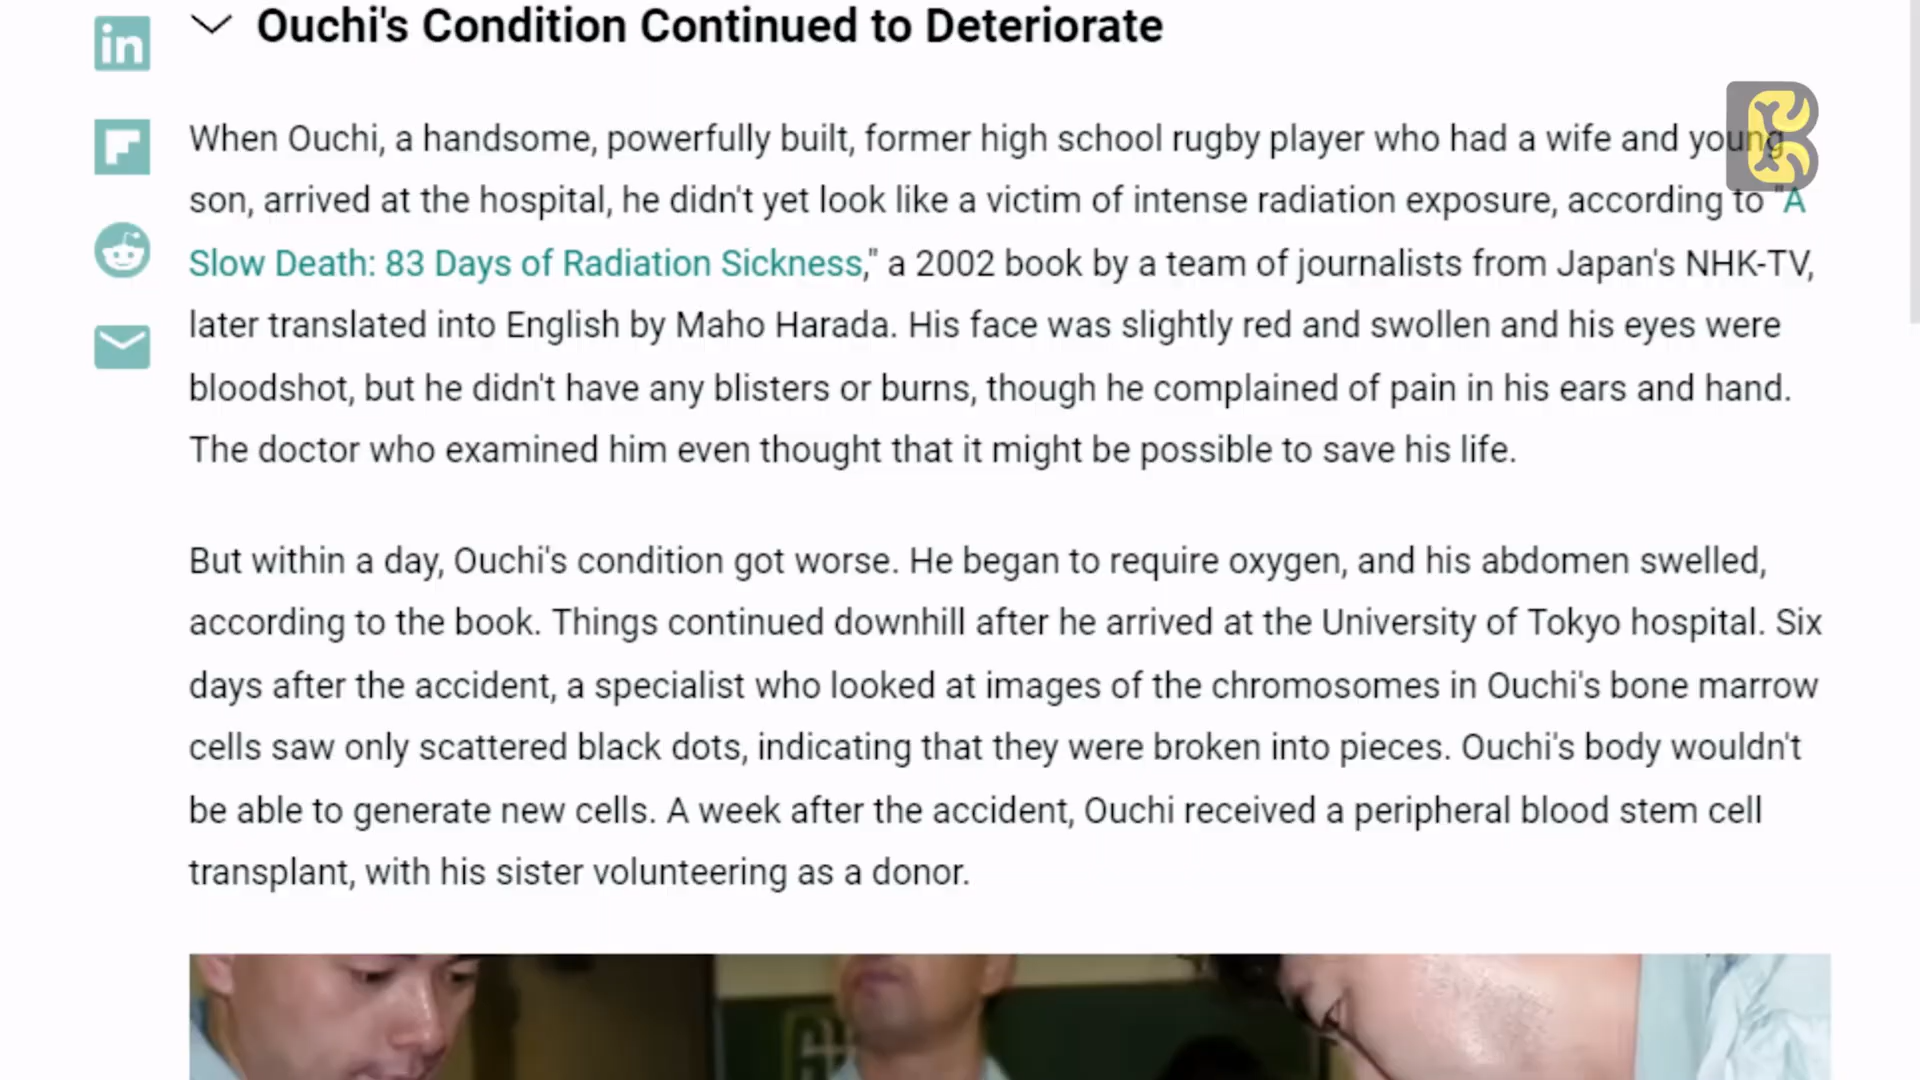 Ouchi's Condition Continued to Deteriorate
When Ouchi, a handsome, powerfully built, former high school rugby player who had a wife and young
son, arrived at the hospital, he didn't yet look like a victim of intense radiation exposure, according to "A
Slow Death: 83 Days of Radiation Sickness," a 2002 book by a team of journalists from Japan's NHK-TV,
later translated into English by Maho Harada. His face was slightly red and swollen and his eyes were
bloodshot, but he didn't have any blisters or burns, though he complained of pain in his ears and hand.
The doctor who examined him even thought that it might be possible to save his life.
But within a day, Ouchi's condition got worse. He began to require oxygen, and his abdomen swelled,
according to the book. Things continued downhill after he arrived at the University of Tokyo hospital. Six
days after the accident, a specialist who looked at images of the chromosomes in Ouchi's bone marrow
cells saw only scattered black dots, indicating that they were broken into pieces. Ouchi's body wouldn't
be able to generate new cells. A week after the accident, Ouchi received a peripheral blood stem cell
transplant, with his sister volunteering as a donor.